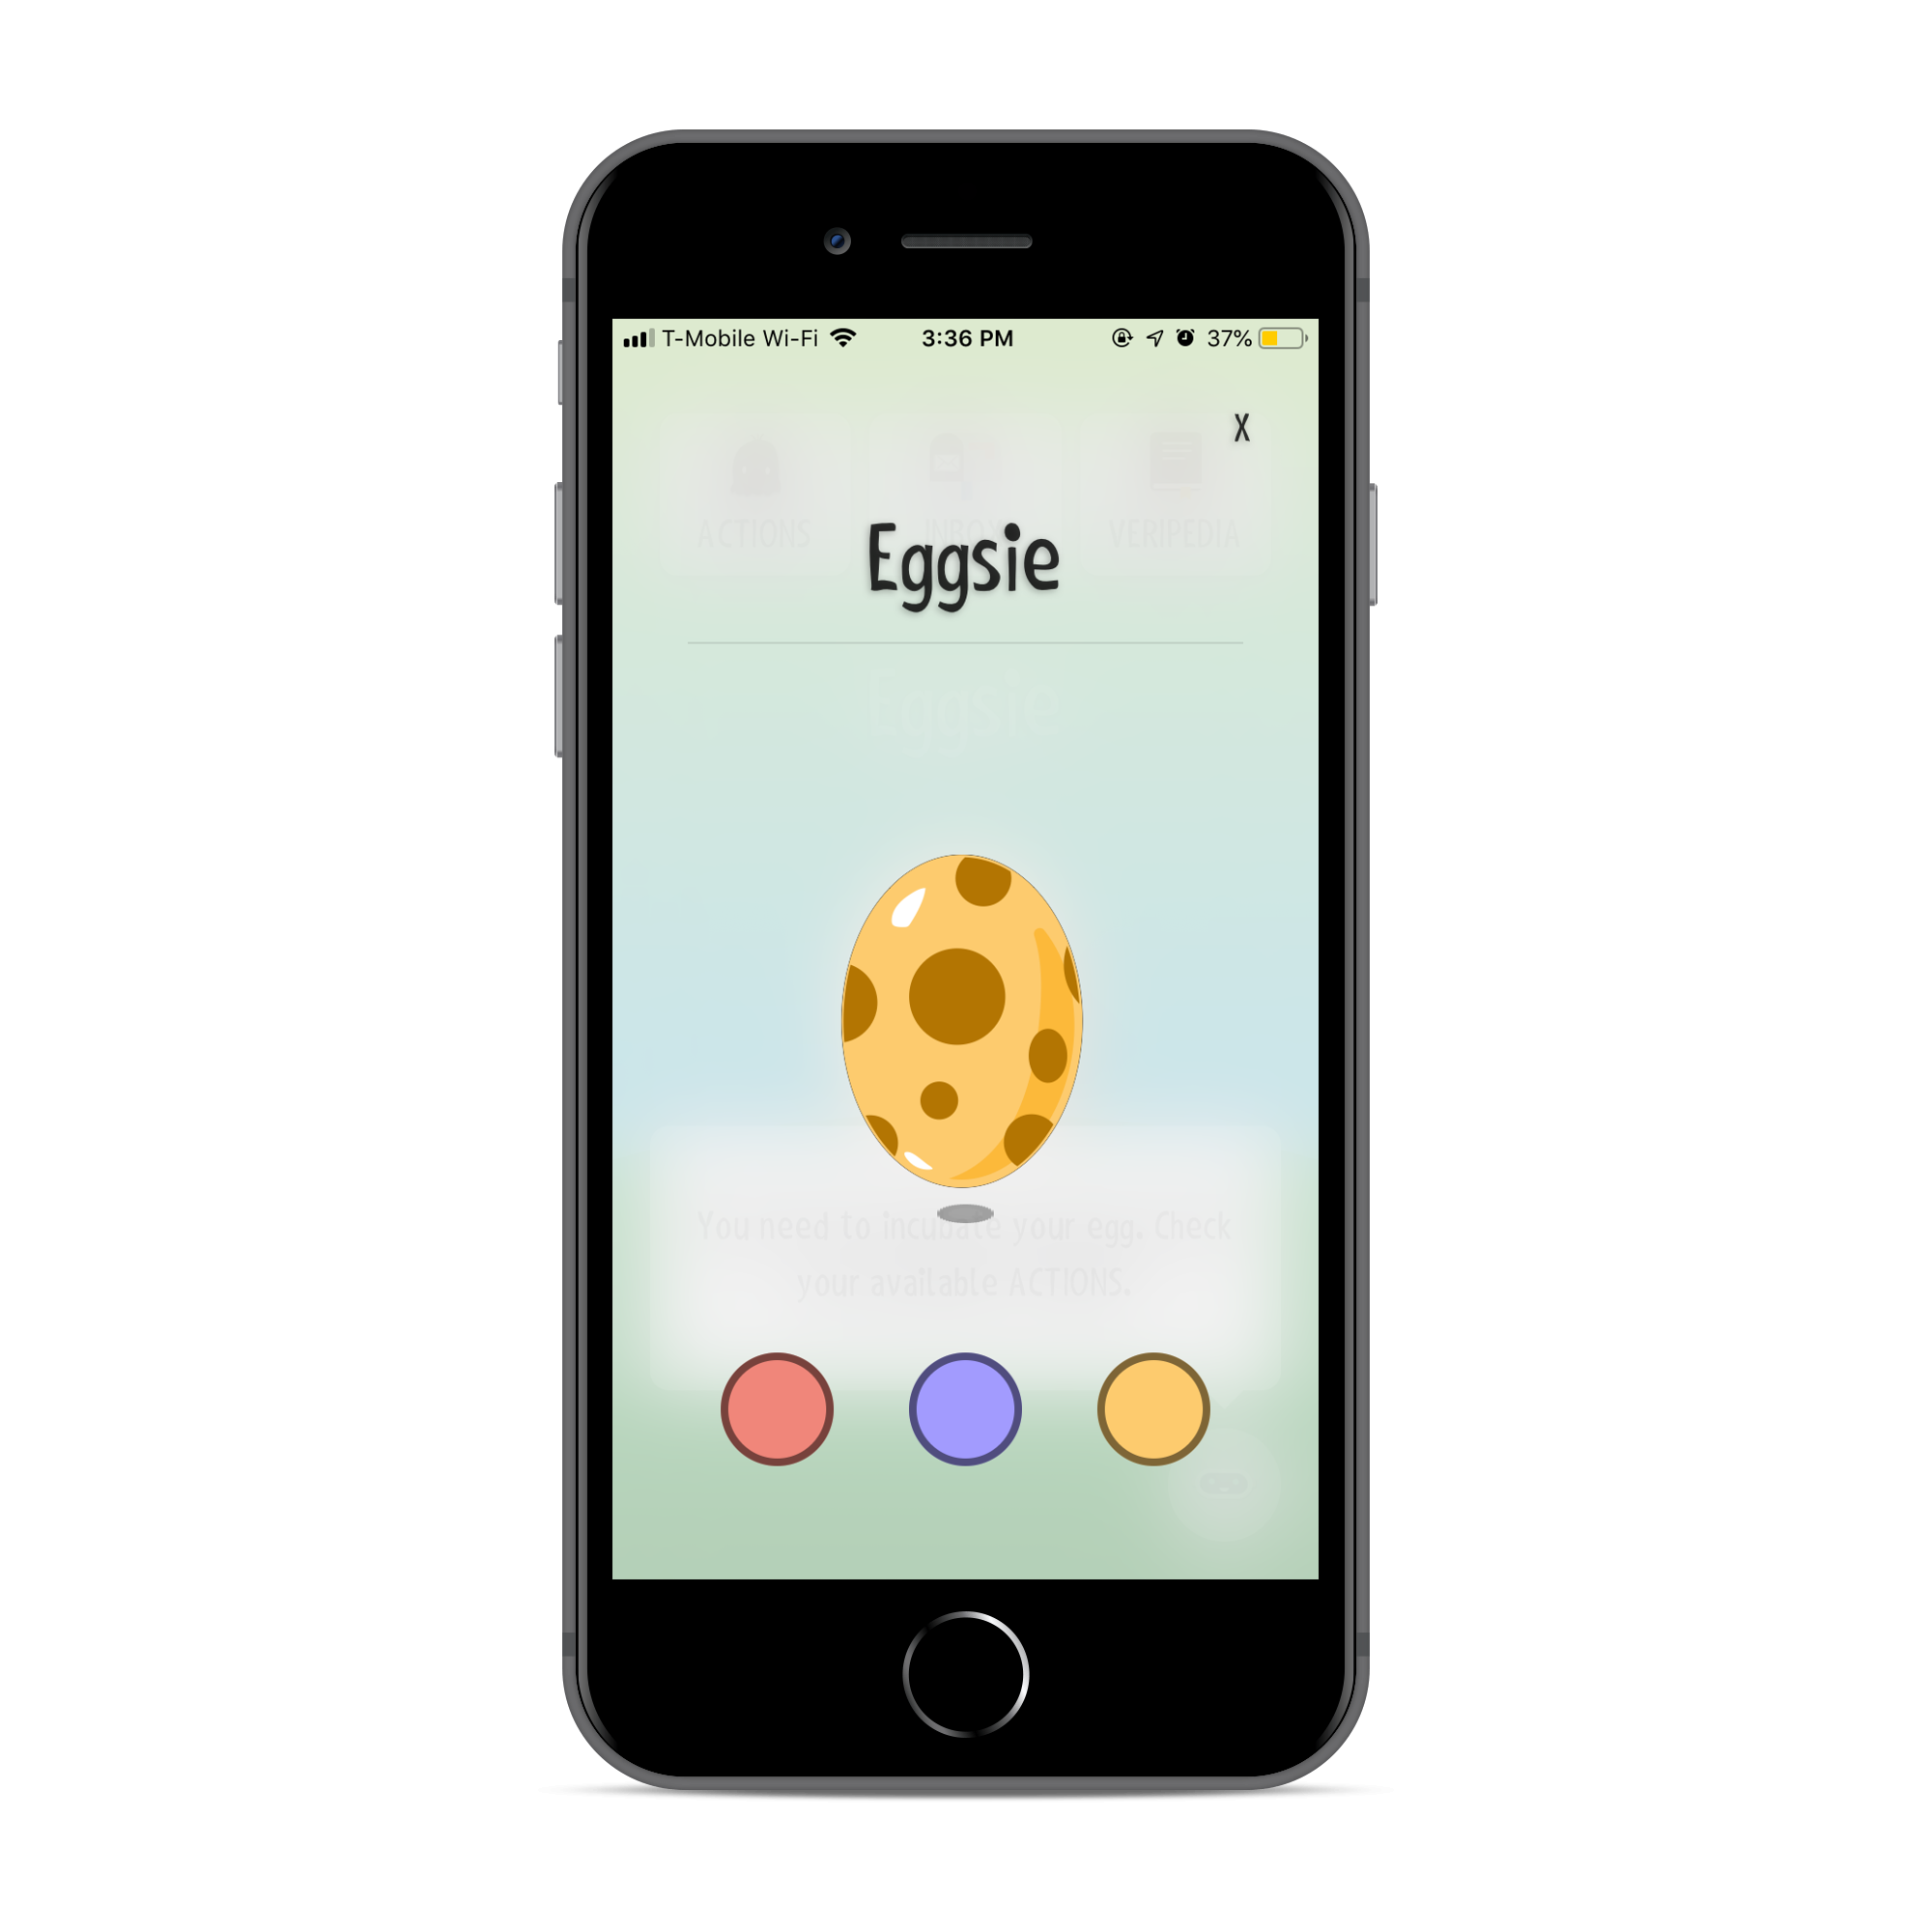 T-Mobile Wi-Fi 3:36 PM 37%
X
ACTIONS INBOX VERIPEDIA
Eggsie
Eggsie
You need to incubate your egg. Check
your available ACTIONS.